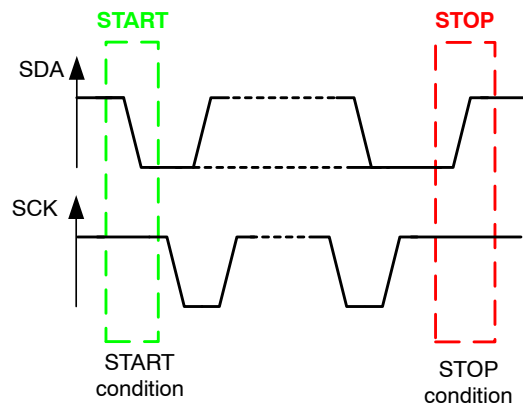 START
STOP
SDA
SCK
START
condition
STOP
condition